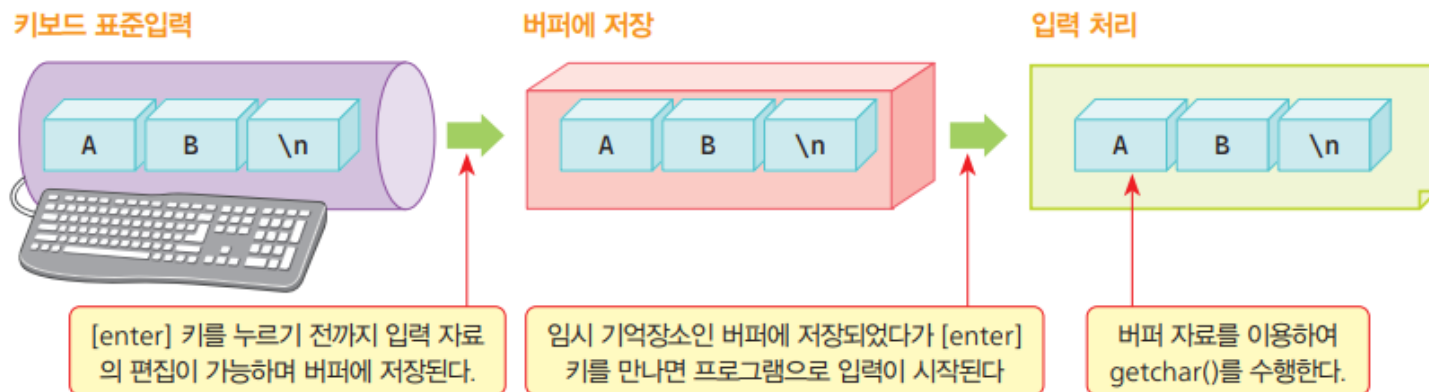 키보드 표준입력
버퍼에 저장
입력 처리
A B \n
A B \n
A B \n
[enter] 키를 누르기 전까지 입력 자료
의 편집이 가능하며 버퍼에 저장된다.
임시 기억장소인 버퍼에 저장되었다가 [enter]
키를 만나면 프로그램으로 입력이 시작된다
버퍼 자료를 이용하여
getchar()를 수행한다.